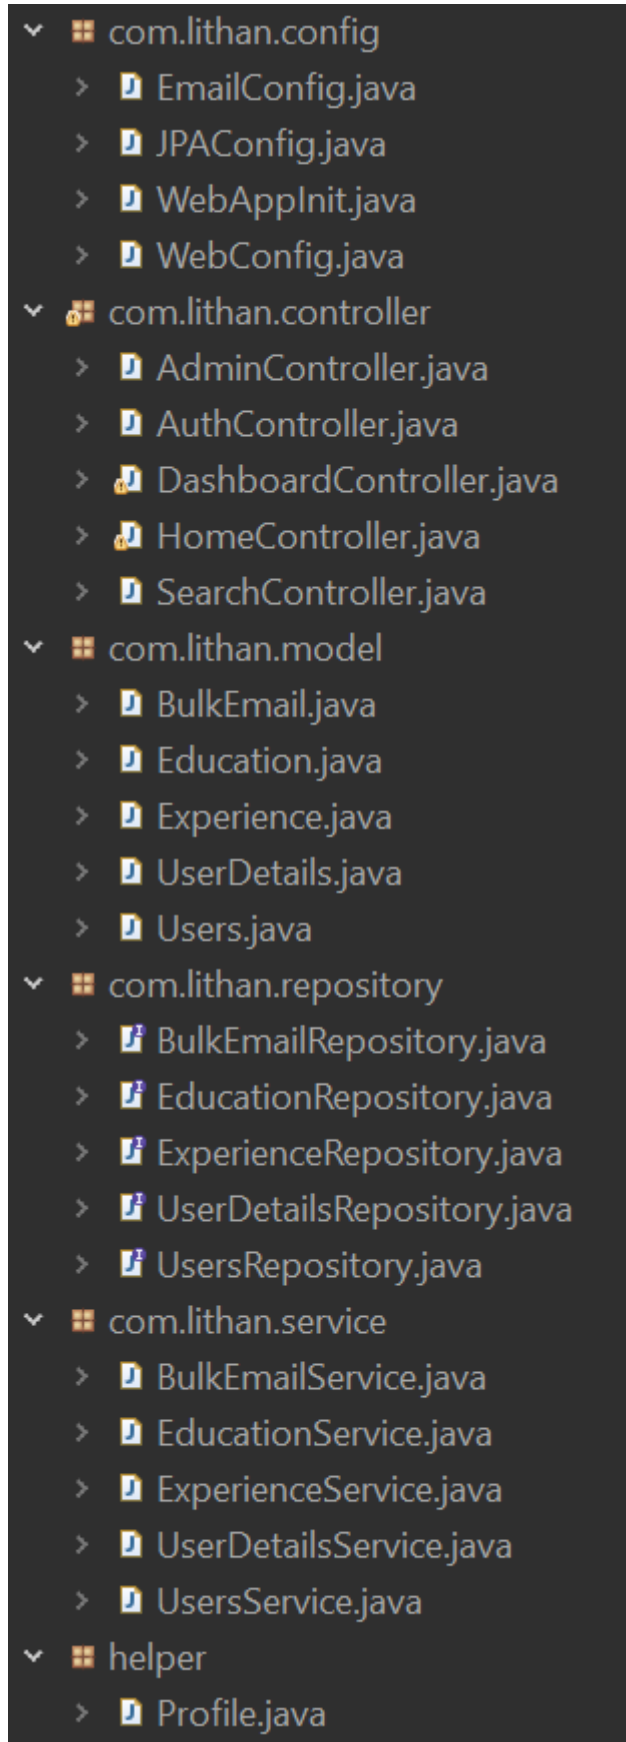 com.lithan.config
EmailConfig.java
JPAConfig.java
WebAppInit.java
WebConfig.java
com.lithan.controller
AdminController.java
AuthController.java
DashboardController.java
HomeController.java
SearchController.java
com.lithan.model
BulkEmail.java
Education.java
Experience.java
UserDetails.java
Users.java
com.lithan.repository
BulkEmailRepository.java
EducationRepository.java
ExperienceRepository.java
UserDetailsRepository.java
UsersRepository.java
com.lithan.service
BulkEmailService.java
EducationService.java
ExperienceService.java
UserDetailsService.java
UsersService.java
helper
Profile.java